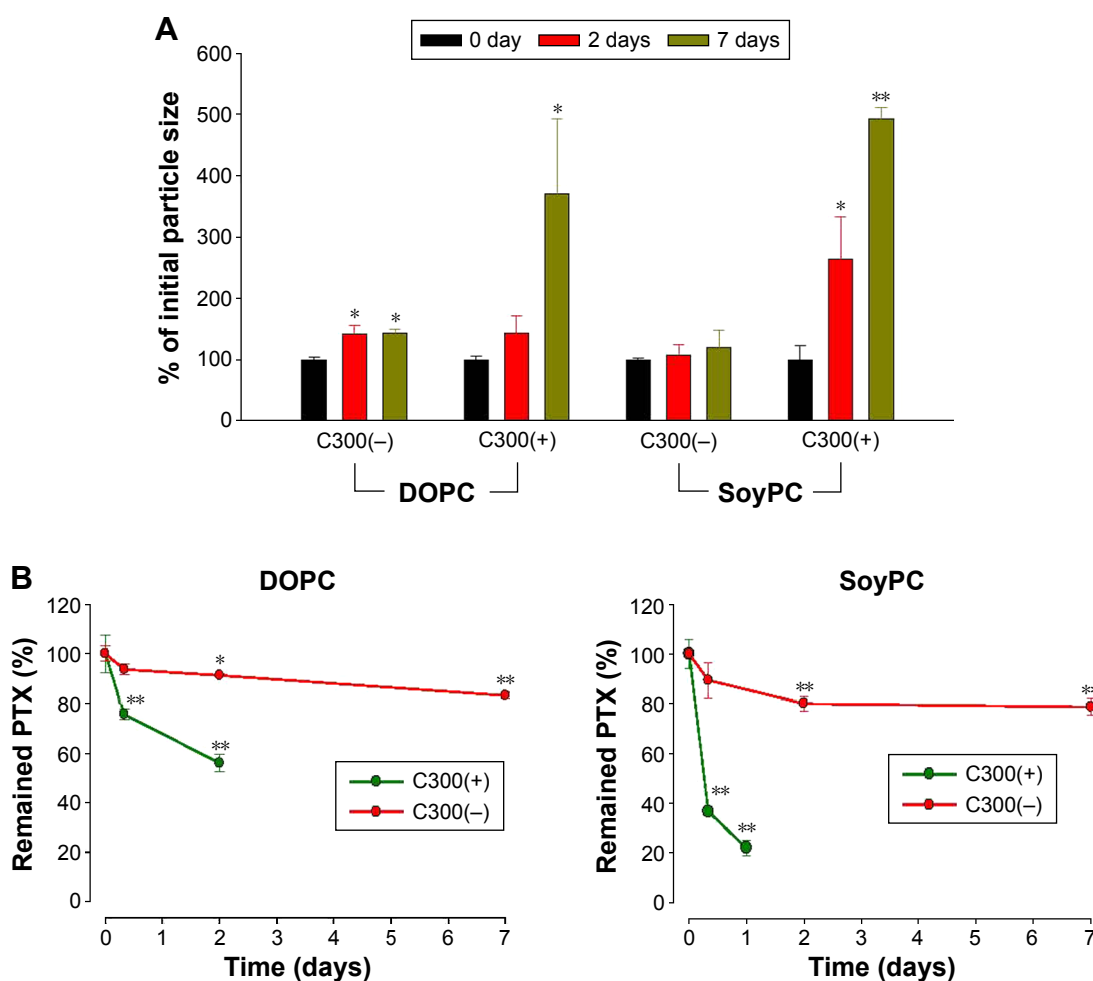 A
0 day 2 days 7 days
% of initial particle size
600
500
400
300
200
100
0
* * * * **
C300(–) C300(+) C300(–) C300(+)
DOPC SoyPC
B
DOPC
Remained PTX (%)
120
100
80
60
40
20
0
* ** ** **
C300(+)
C300(–)
0 1 2 3 4 5 6 7
Time (days)
SoyPC
Remained PTX (%)
120
100
80
60
40
20
0
** ** ** **
C300(+)
C300(–)
0 1 2 3 4 5 6 7
Time (days)